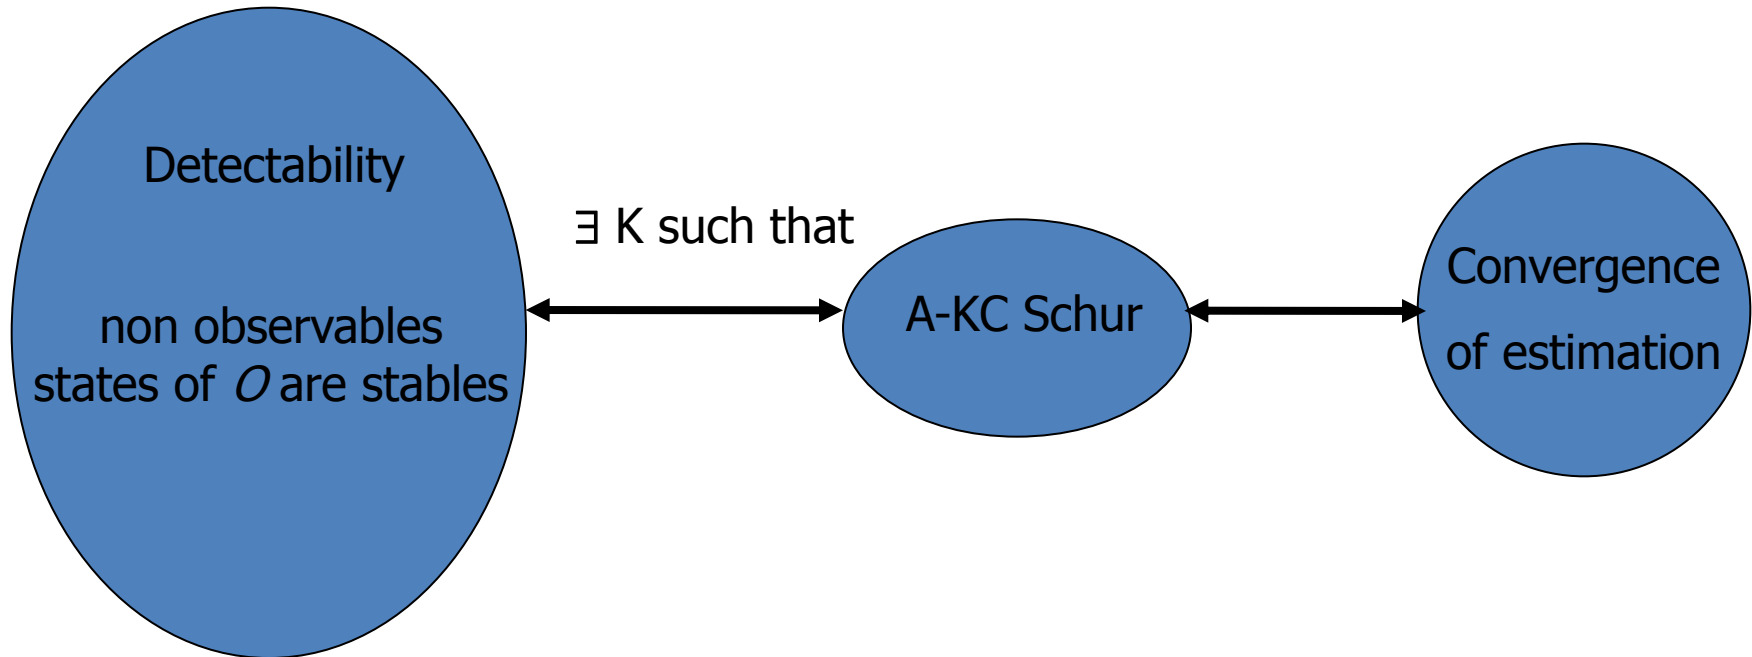 Detectability
non observables
states of O are stables
∃ K such that
A-KC Schur
Convergence
of estimation